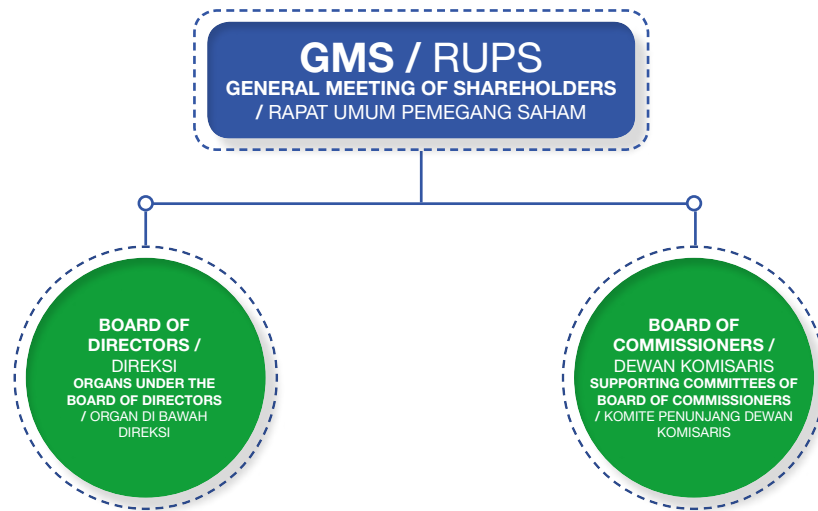 GMS / RUPS
GENERAL MEETING OF SHAREHOLDERS
/ RAPAT UMUM PEMEGANG SAHAM
BOARD OF
DIRECTORS /
DIREKSI
ORGANS UNDER THE
BOARD OF DIRECTORS
/ ORGAN DI BAWAH
DIREKSI
BOARD OF
COMMISSIONERS /
DEWAN KOMISARIS
SUPPORTING COMMITTEES OF
BOARD OF COMMISSIONERS
/ KOMITE PENUNJANG DEWAN
KOMISARIS